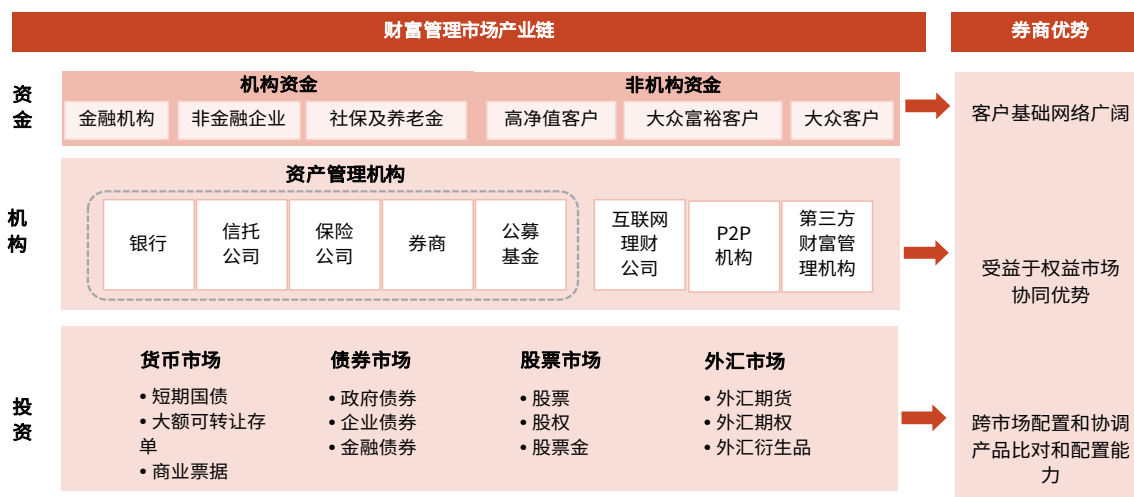 财富管理市场产业链
券商优势
资
金
机构资金
非机构资金
金融机构
非金融企业
社保及养老金
高净值客户
大众富裕客户
大众客户
客户基础网络广阔
机
构
资产管理机构
银行
信托
公司
保险
公司
券商
公募
基金
互联网
理财
公司
P2P
机构
第三方
财富管
理机构
受益于权益市场
协同优势
投
资
货币市场
• 短期国债
• 大额可转让存
单
• 商业票据
债券市场
• 政府债券
• 企业债券
• 金融债券
股票市场
• 股票
• 股权
• 股票金
外汇市场
• 外汇期货
• 外汇期权
• 外汇衍生品
跨市场配置和协调
产品比对和配置能
力